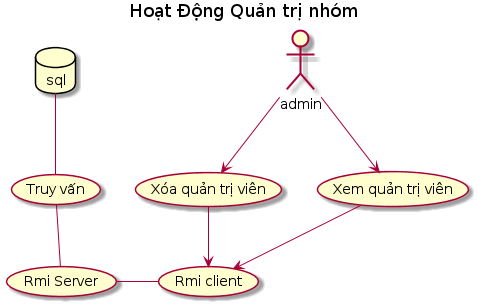 Hoạt Động Quản trị nhóm
sql
admin
Truy vấn
Xóa quản trị viên
Xem quản trị viên
Rmi Server
Rmi client